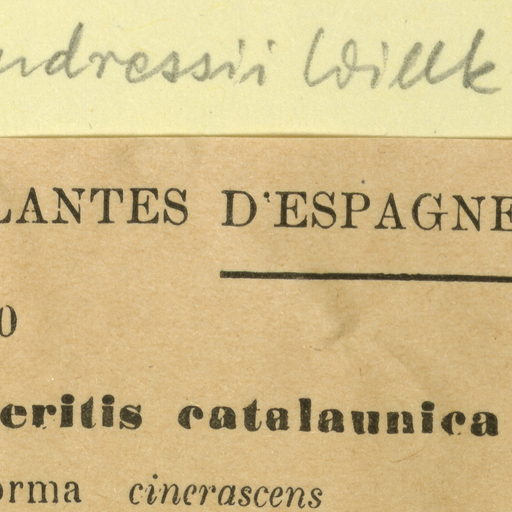 ndressii Willk
LANTES D'ESPAGNE
0
eritis catalaunica
orma cinerascens